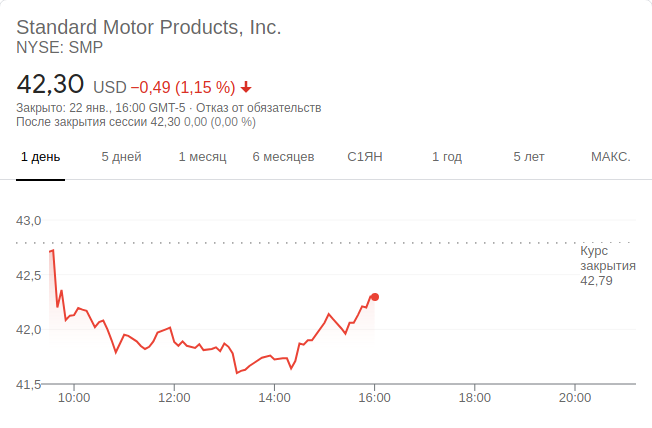 Standard Motor Products, Inc.
NYSE: SMP
42,30 USD −0,49 (1,15 %)
Закрыто: 22 янв., 16:00 GMT-5 · Отказ от обязательств
После закрытия сессии 42,30 0,00 (0,00 %)
1 день 5 дней 1 месяц 6 месяцев С1ЯН 1 год 5 лет МАКС.
43,0
Курс
закрытия
42,79
42,5
42,0
41,5
10:00 12:00 14:00 16:00 18:00 20:00